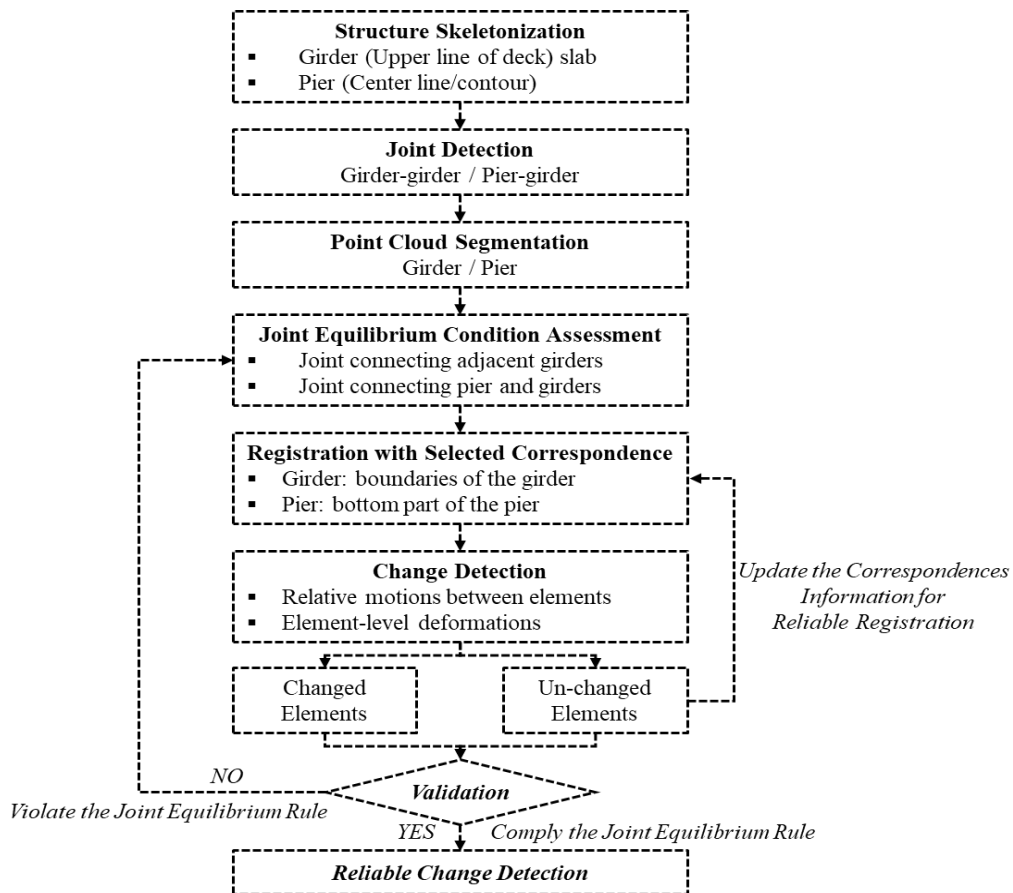 Structure Skeletonization
▪ Girder (Upper line of deck) slab
▪ Pier (Center line/contour)
Joint Detection
Girder-girder / Pier-girder
Point Cloud Segmentation
Girder / Pier
Joint Equilibrium Condition Assessment
▪ Joint connecting adjacent girders
▪ Joint connecting pier and girders
Registration with Selected Correspondence
▪ Girder: boundaries of the girder
▪ Pier: bottom part of the pier
Change Detection
▪ Relative motions between elements
▪ Element-level deformations
Update the Correspondences
Information for
Reliable Registration
Changed
Elements
Un-changed
Elements
Validation
NO
Violate the Joint Equilibrium Rule
YES
Comply the Joint Equilibrium Rule
Reliable Change Detection